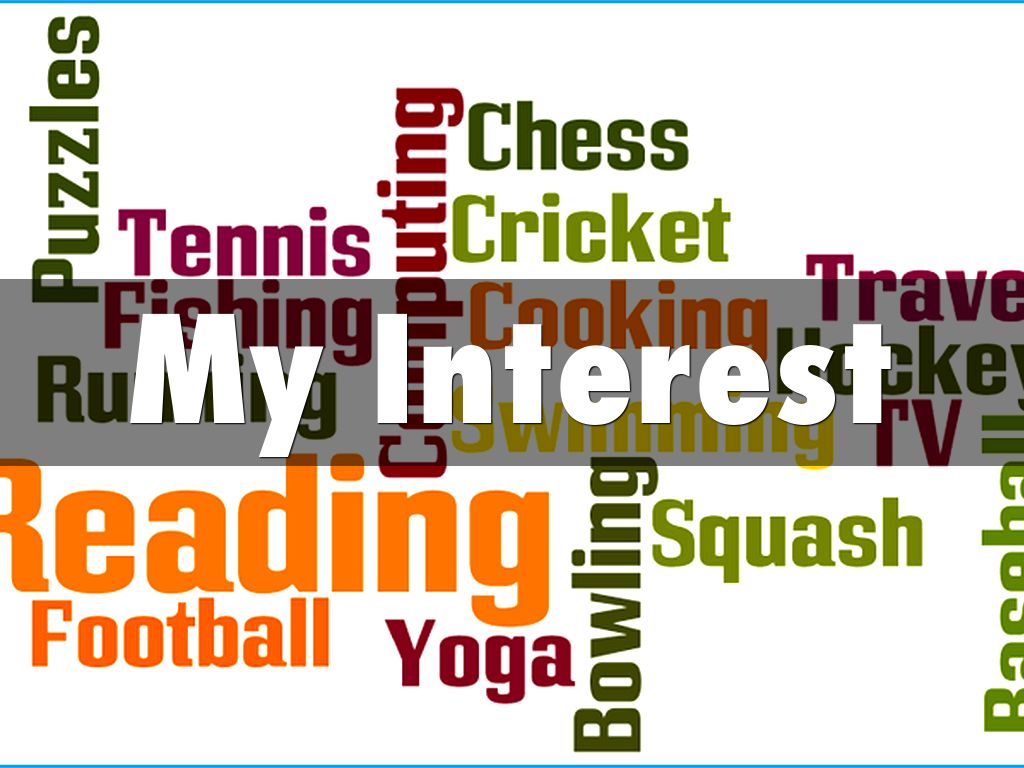 Puzzles
Chess
Computing
Cricket
Tennis
Trave
Fishing
Cooking
Hockey
My Interest
Running
Swimming
TV
Reading
Baseball
Bowling
Squash
Football
Yoga